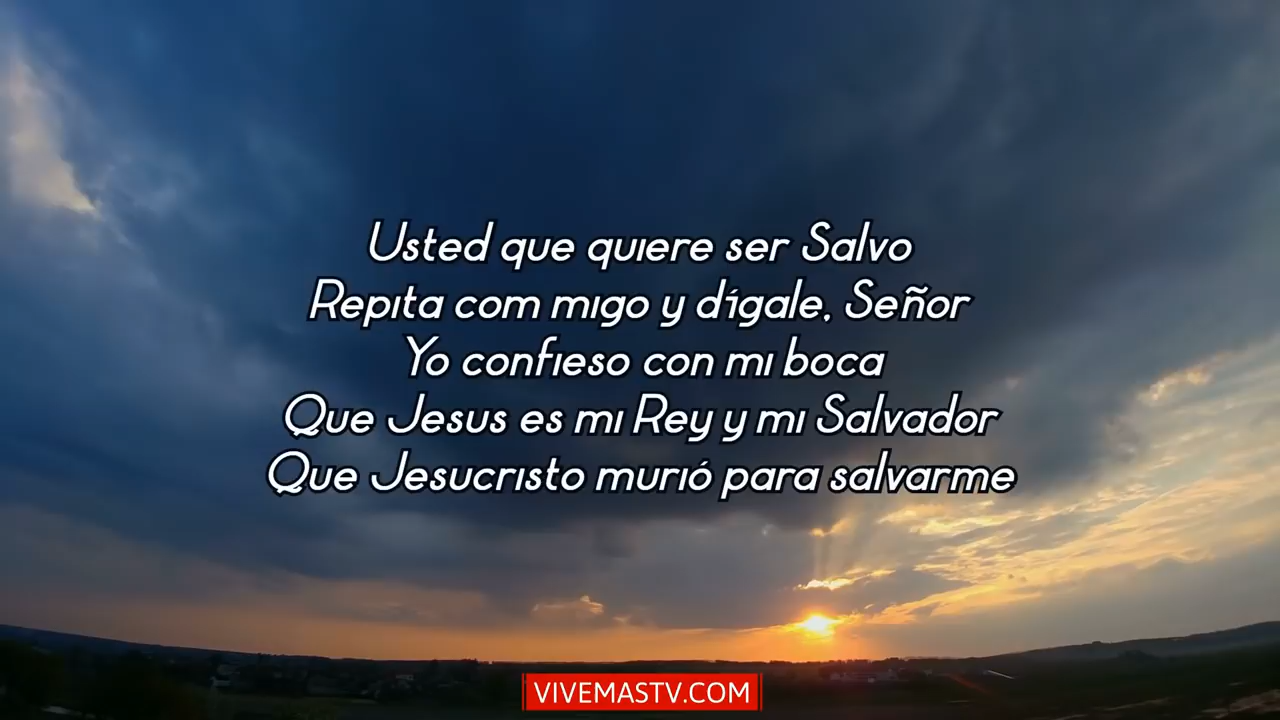 Usted que quiere ser Salvo
Repita com migo y dígale, Señor
Yo confieso con mi boca
Que Jesus es mi Rey y mi Salvador
Que Jesucristo murió para salvarme
VIVEMASTV.COM